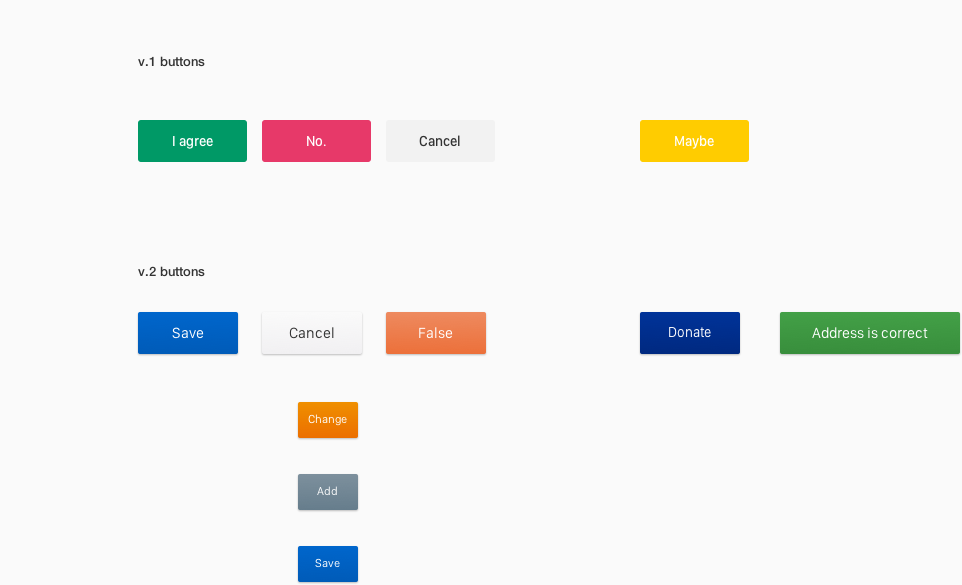 v.1 buttons
I agree
No.
Cancel
Maybe
v.2 buttons
Save
Cancel
False
Donate
Address is correct
Change
Add
Save